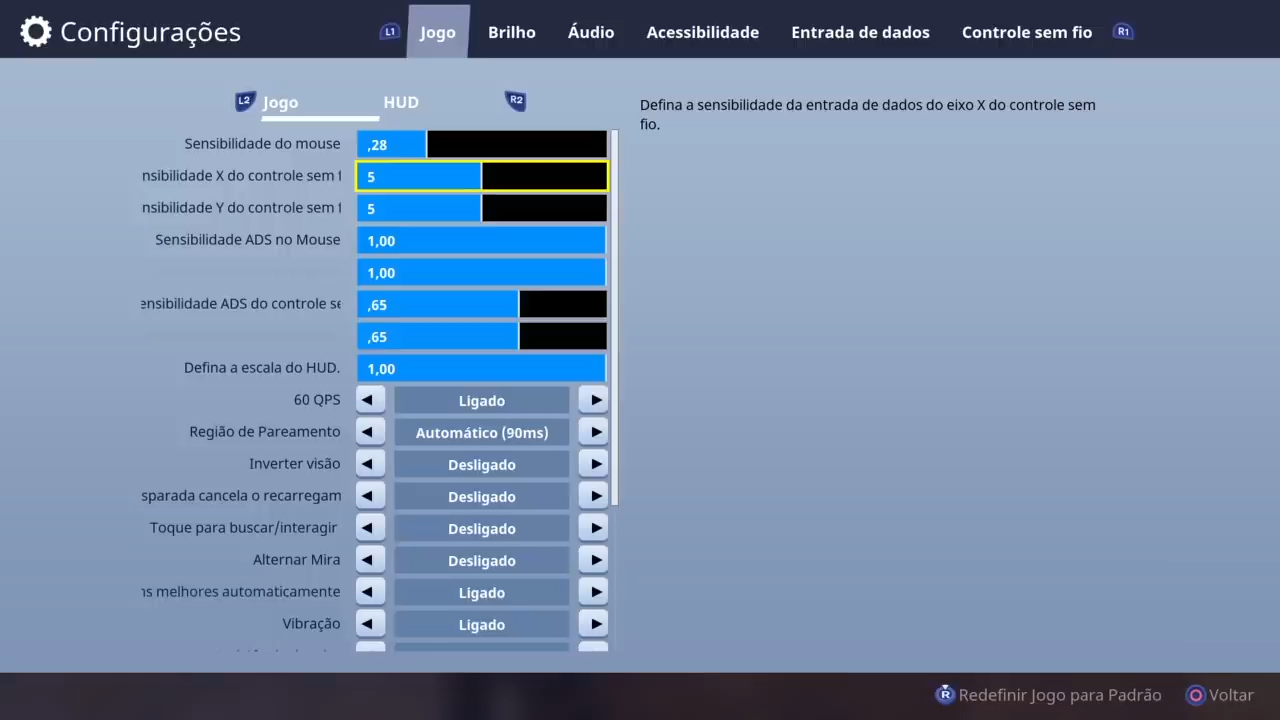 Configurações
L1 Jogo Brilho Áudio Acessibilidade Entrada de dados Controle sem fio R1
L2 Jogo HUD R2
Defina a sensibilidade da entrada de dados do eixo X do controle sem
fio.
Sensibilidade do mouse ,28
nsibilidade X do controle sem f 5
nsibilidade Y do controle sem f 5
Sensibilidade ADS no Mouse 1,00
1,00
ensibilidade ADS do controle se ,65
,65
Defina a escala do HUD. 1,00
60 QPS Ligado
Região de Pareamento Automático (90ms)
Inverter visão Desligado
sparada cancela o recarregam Desligado
Toque para buscar/interagir Desligado
Alternar Mira Desligado
ns melhores automaticamente Ligado
Vibração Ligado
R Redefinir Jogo para Padrão Voltar